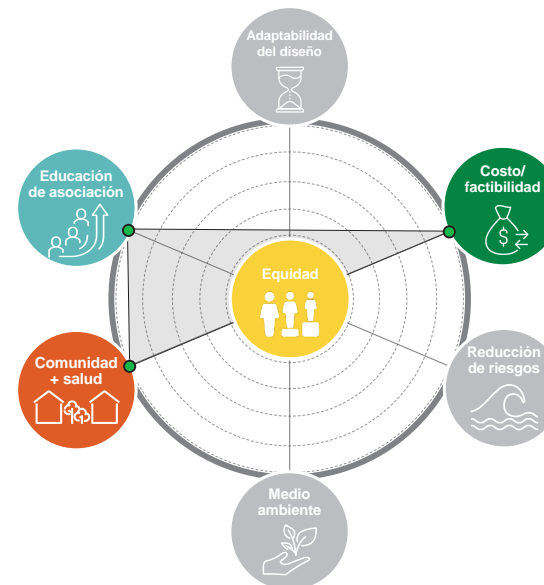 Adaptabilidad
del diseño
Educación
de asociación
Costo/
factibilidad
$
Equidad
Comunidad
+ salud
Reducción
de riesgos
Medio
ambiente